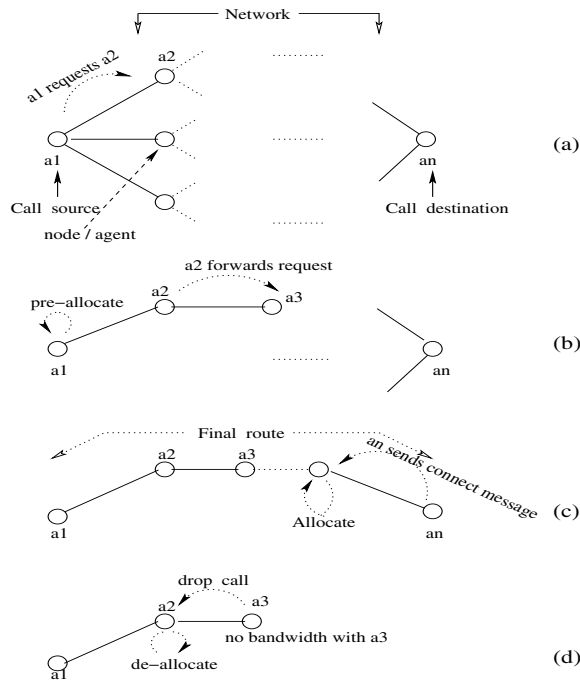 Network
a2
a1 requests a2
a1
an
(a)
Call source
node / agent
Call destination
a2 forwards request
pre-allocate
a2
a3
a1
an
(b)
Final route
a2
a3
an sends connect message
Allocate
a1
an
(c)
drop call
a2
a3
no bandwidth with a3
de-allocate
a1
(d)